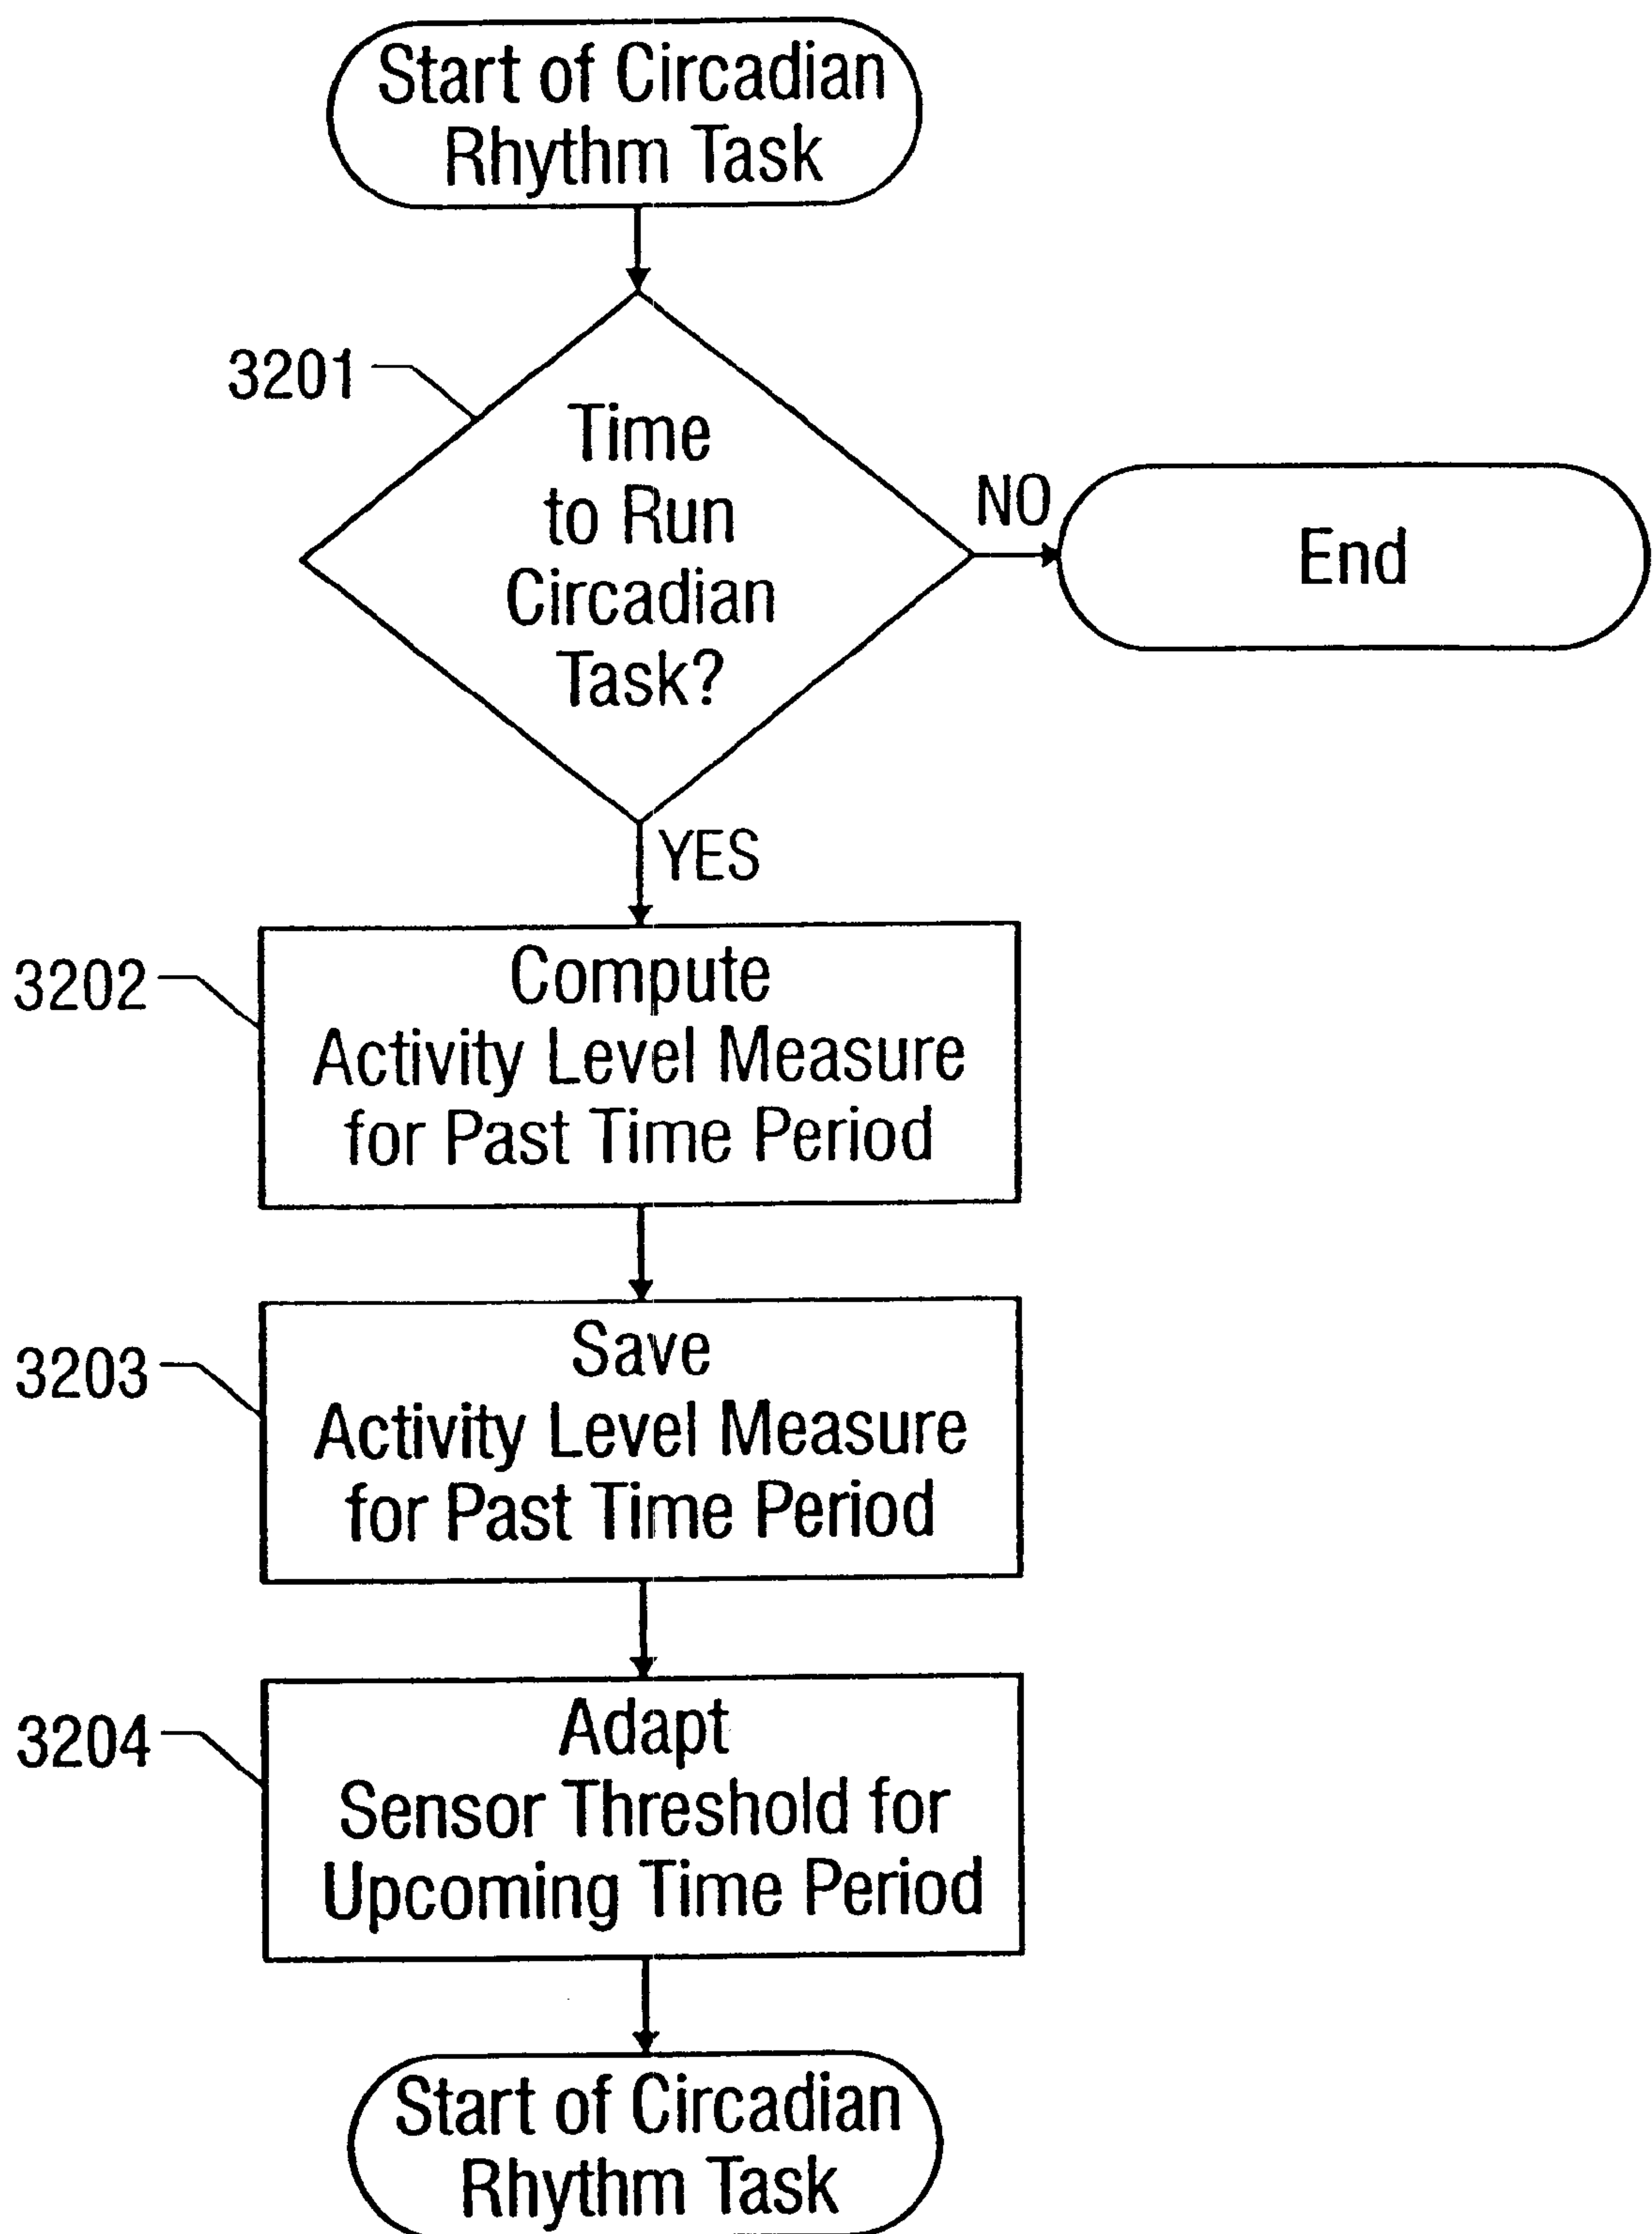 Start of Circadian
Rhythm Task
3201
Time
to Run
Circadian
Task?
NO
End
YES
3202
Compute
Activity Level Measure
for Past Time Period
3203
Save
Activity Level Measure
for Past Time Period
3204
Adapt
Sensor Threshold for
Upcoming Time Period
Start of Circadian
Rhythm Task